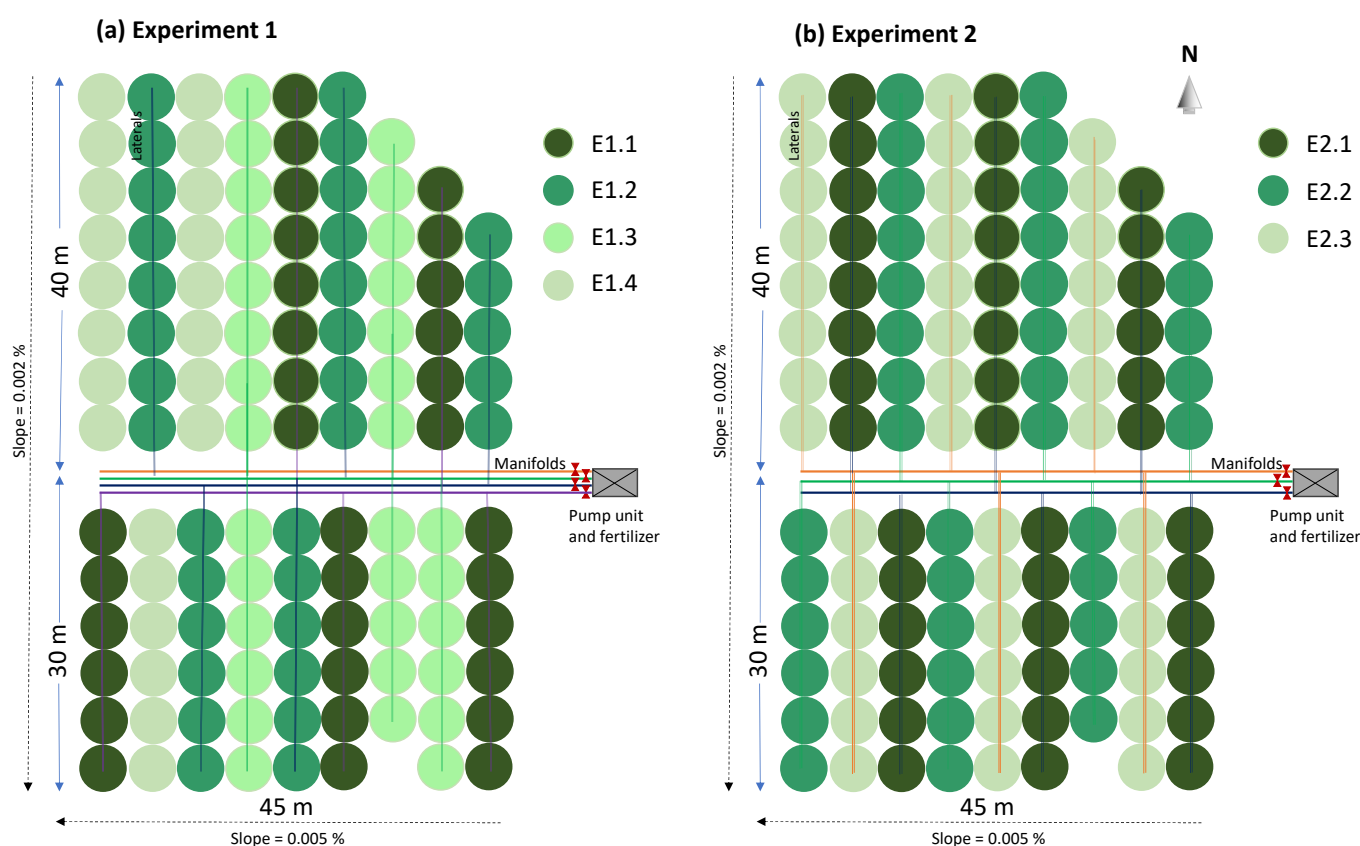 (a) Experiment 1
Laterals
E1.1
E1.2
E1.3
E1.4
40 m
Slope = 0.002 %
Manifolds
Pump unit
and fertilizer
30 m
45 m
Slope = 0.005 %
(b) Experiment 2
N
Laterals
E2.1
E2.2
E2.3
40 m
Slope = 0.002 %
Manifolds
Pump unit
and fertilizer
30 m
45 m
Slope = 0.005 %